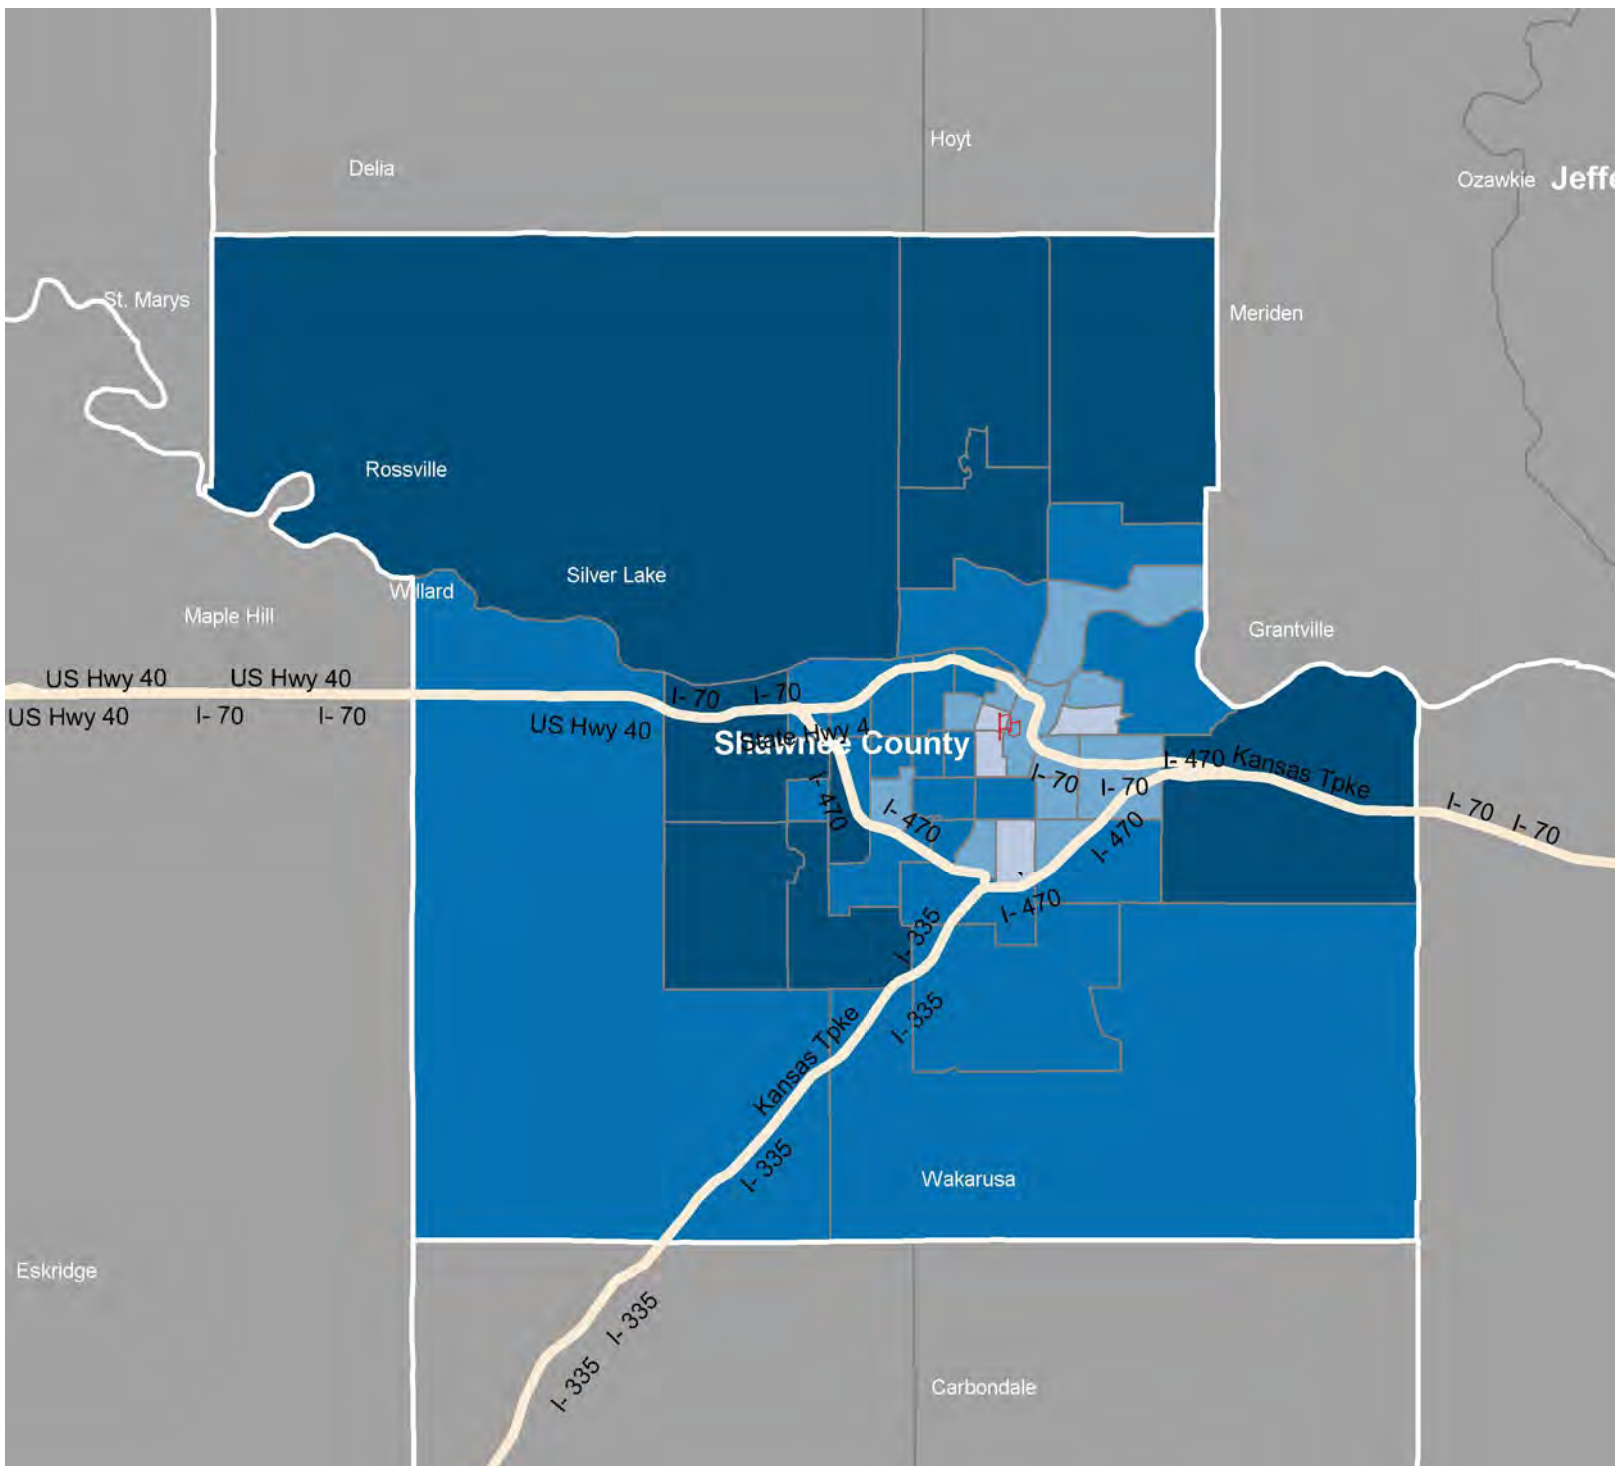 Hoyt
Delia
Ozawkie
Jeffe
St. Marys
Meriden
Rossville
Silver Lake
Willard
Maple Hill
Grantville
US Hwy 40
US Hwy 40
I- 70
I- 70
US Hwy 40
I- 70
I- 70
US Hwy 40
State Hwy 4
Shawnee County
I- 470
Kansas Tpke
I- 70
I- 70
I- 470
I- 470
I- 470
I- 70
I- 70
I- 470
I- 335
I- 335
Kansas Tpke
I- 335
Wakarusa
Eskridge
I- 335
I- 335
Carbondale